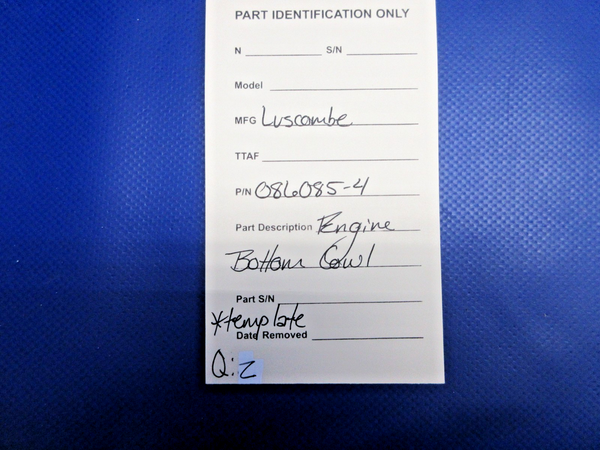 PART IDENTIFICATION ONLY
N S/N
Model
MFG Luscombe
TTAF
P/N 086085-4
Part Description Engine
Bottom Cowl
Part S/N
*template
Date Removed
Q: 2